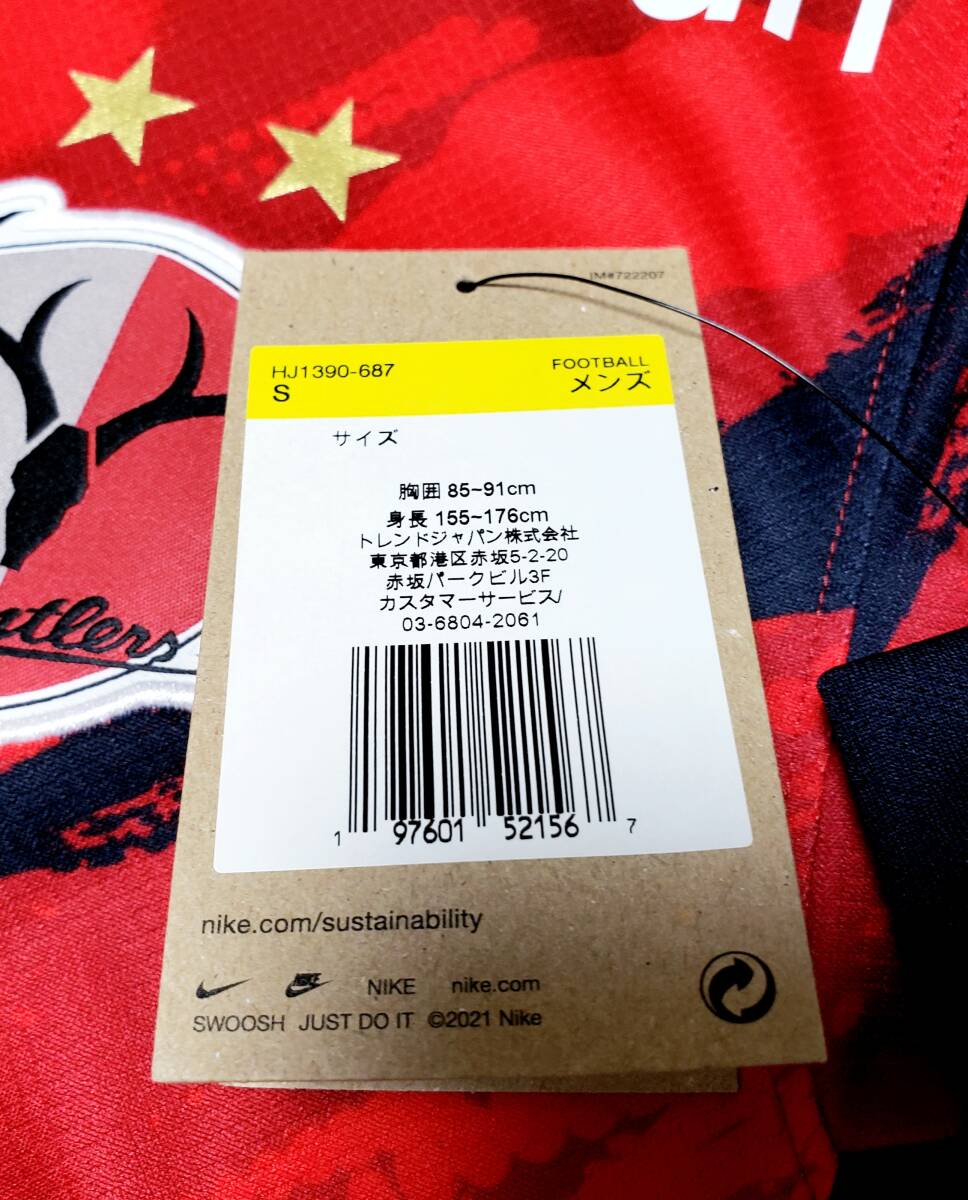 IM#722207
HJ1390-687
FOOTBALL
S
メンズ
サイズ
胸囲 85~91cm
身長 155~176cm
トレンドジャパン株式会社
東京都港区赤坂5-2-20
赤坂パークビル3F
カスタマーサービス/
03-6804-2061
1 97601 52156 7
nike.com/sustainability
NIKE nike.com
SWOOSH JUST DO IT ©2021 Nike